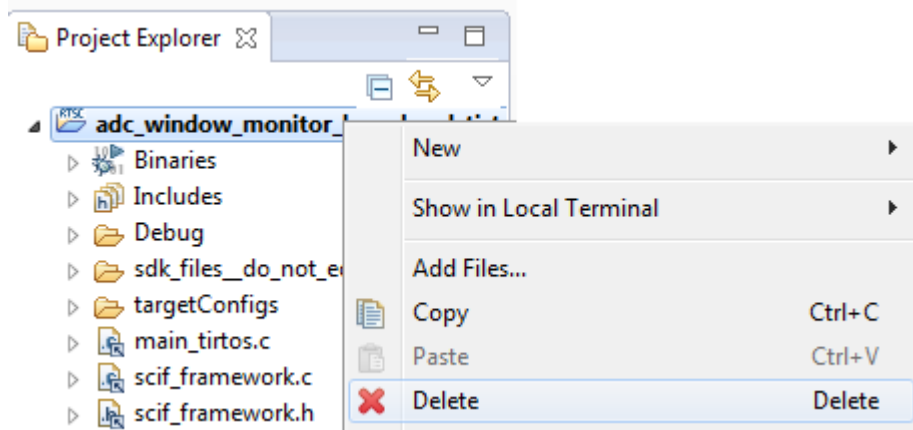 Project Explorer
RTSC
adc_window_monitor_
Binaries
Includes
Debug
sdk_files__do_not_e
targetConfigs
main_tirtos.c
scif_framework.c
scif_framework.h
New
Show in Local Terminal
Add Files...
Copy Ctrl+C
Paste Ctrl+V
Delete Delete